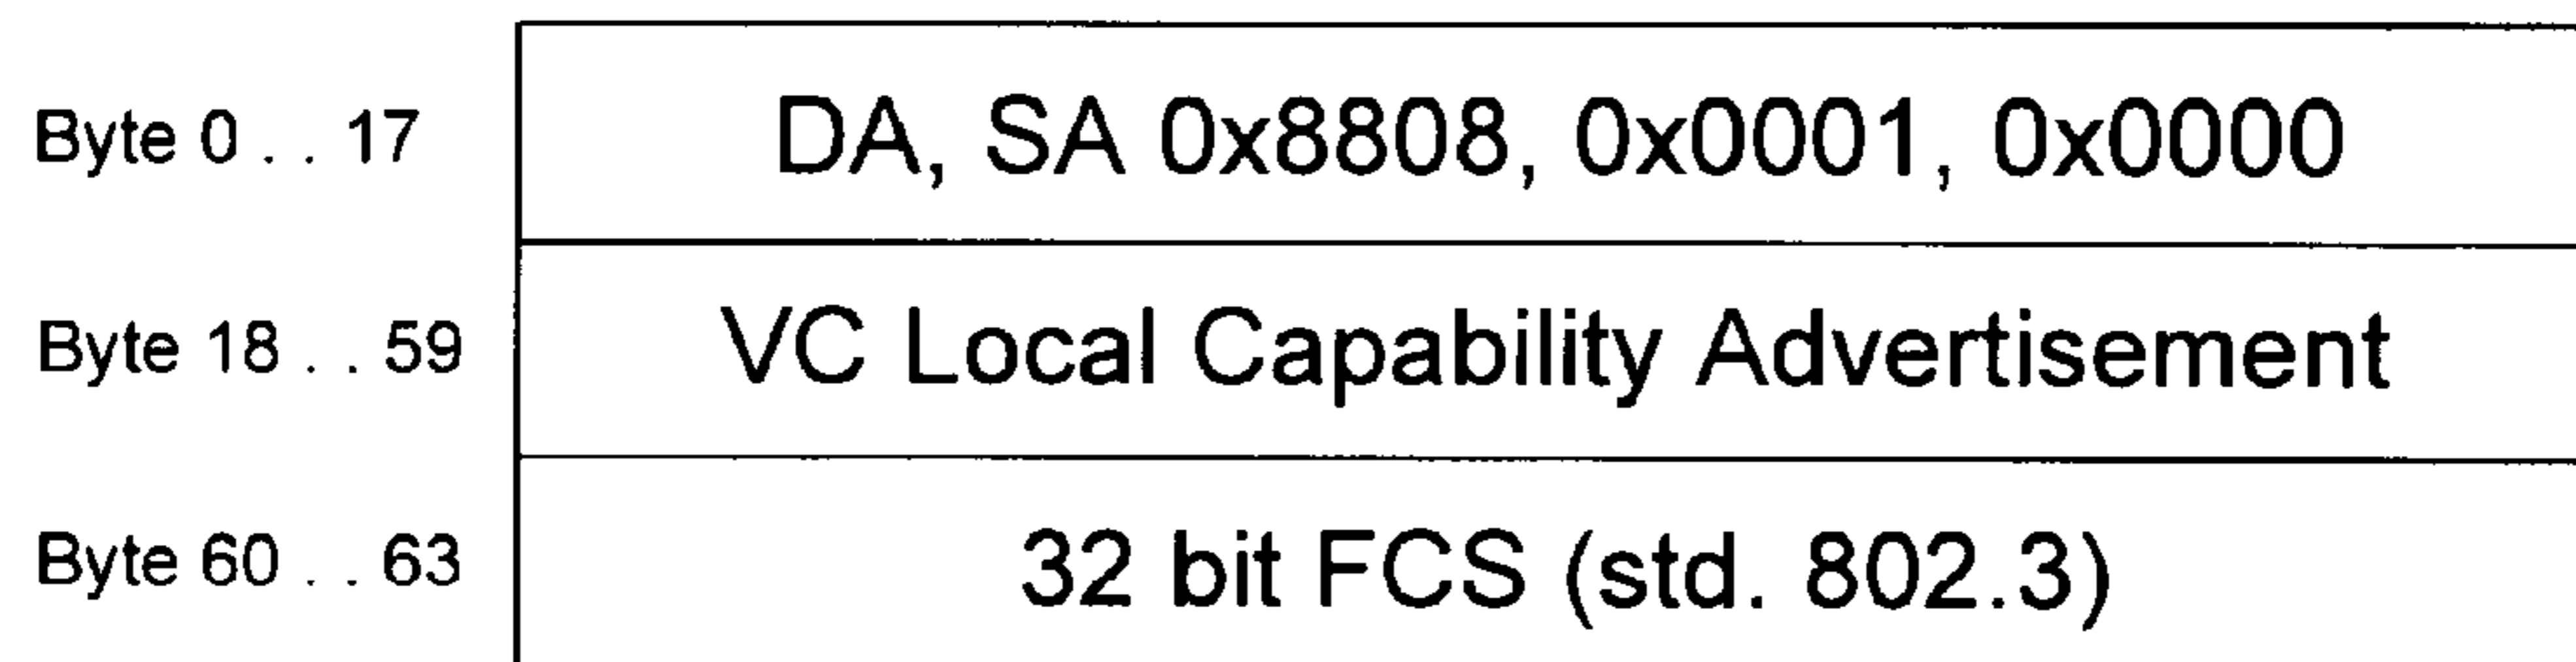 Byte 0 . . 17 DA, SA 0x8808, 0x0001, 0x0000
Byte 18 . . 59 VC Local Capability Advertisement
Byte 60 . . 63 32 bit FCS (std. 802.3)